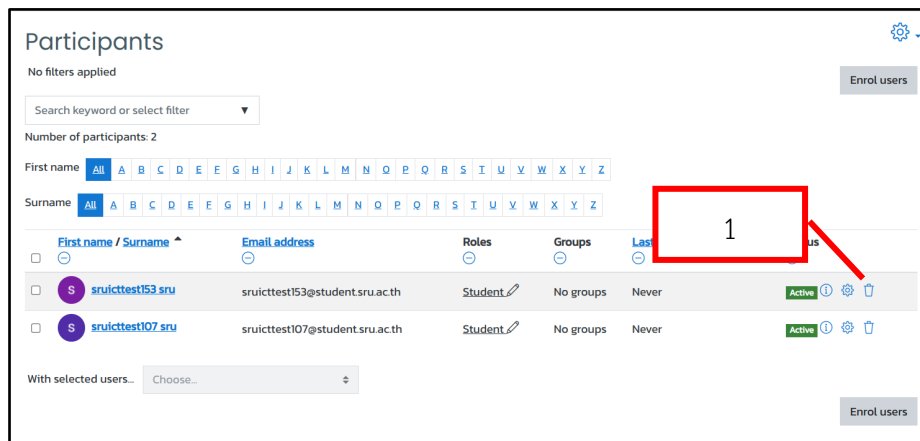 Participants
No filters applied
Enrol users
Search keyword or select filter ▼
Number of participants: 2
First name All A B C D E F G H I J K L M N O P Q R S T U V W X Y Z
Surname All A B C D E F G H I J K L M N O P Q R S T U V W X Y Z
1
First name / Surname Email address Roles Groups Las us
S sruicttest153 sru sruicttest153@student.sru.ac.th Student No groups Never Active
S sruicttest107 sru sruicttest107@student.sru.ac.th Student No groups Never Active
With selected users... Choose...
Enrol users